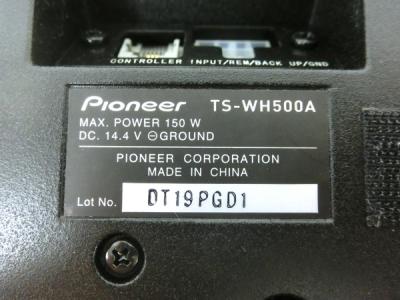 CONTROLLER INPUT/REM/BACK UP/GND
Pioneer TS-WH500A
MAX. POWER 150 W
DC. 14.4 V ⊖GROUND
PIONEER CORPORATION
MADE IN CHINA
Lot No. DT19PGD1